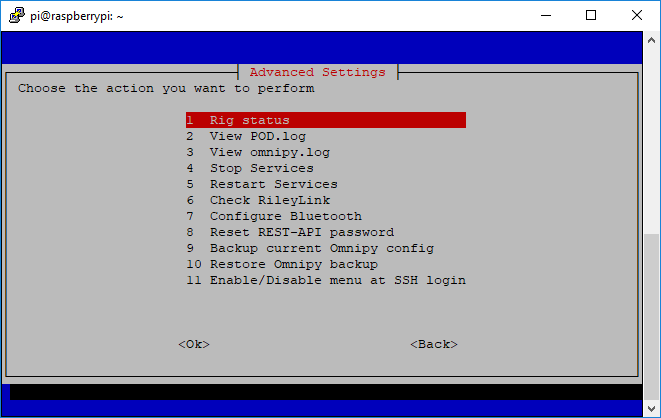 pi@raspberrypi: ~
Advanced Settings
Choose the action you want to perform
1 Rig status
2 View POD.log
3 View omnipy.log
4 Stop Services
5 Restart Services
6 Check RileyLink
7 Configure Bluetooth
8 Reset REST-API password
9 Backup current Omnipy config
10 Restore Omnipy backup
11 Enable/Disable menu at SSH login
<Ok> <Back>